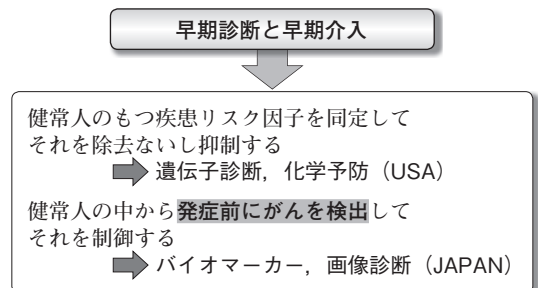 早期診断と早期介入
健常人のもつ疾患リスク因子を同定して
それを除去ないし抑制する
遺伝子診断，化学予防（USA）
健常人の中から発症前にがんを検出して
それを制御する
バイオマーカー，画像診断（JAPAN）